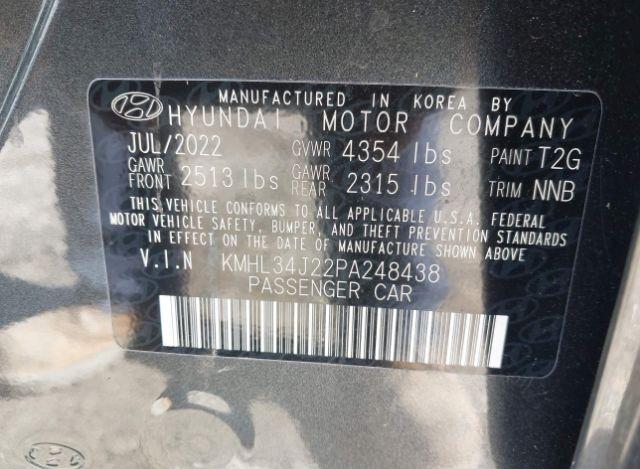 MANUFACTURED IN KOREA BY
HYUNDAI MOTOR COMPANY
JUL/2022 GVWR 4354 lbs PAINT T2G
GAWR FRONT 2513 lbs GAWR REAR 2315 lbs TRIM NNB
THIS VEHICLE CONFORMS TO ALL APPLICABLE U.S.A. FEDERAL
MOTOR VEHICLE SAFETY, BUMPER, AND THEFT PREVENTION STANDARDS
IN EFFECT ON THE DATE OF MANUFACTURE SHOWN ABOVE
V.I.N KMHL34J22PA248438
PASSENGER CAR